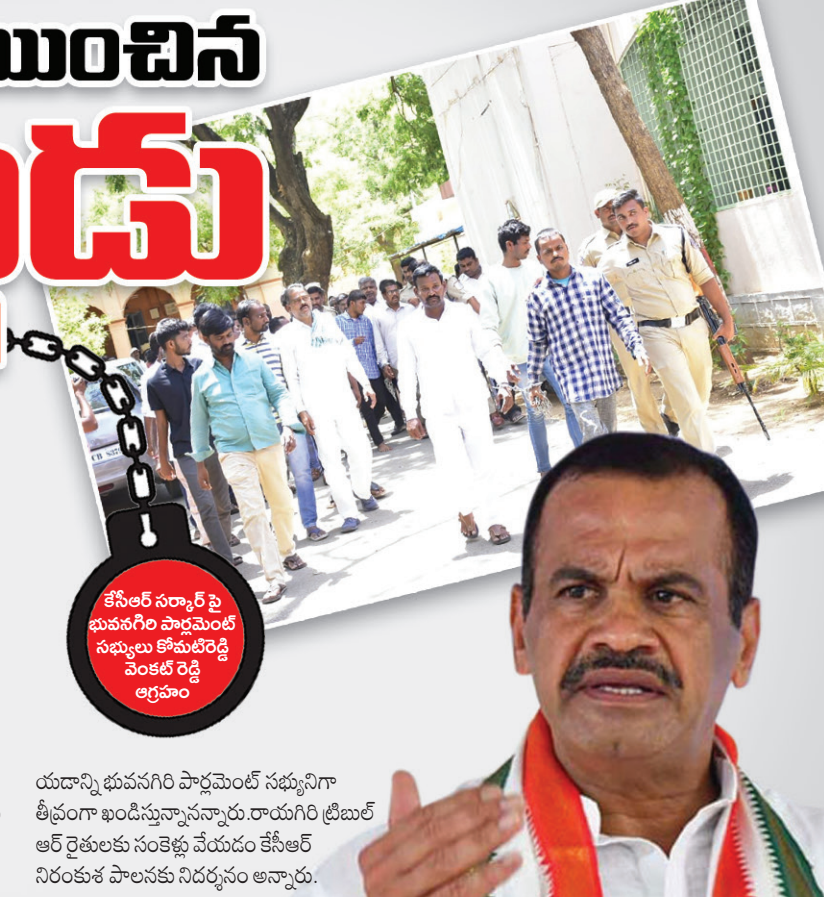 యించిన
డు
కేసీఆర్ సర్కార్ పై
భువనగిరి పార్లమెంట్
సభ్యులు కోమటిరెడ్డి
వెంకట్ రెడ్డి
ఆగ్రహం
యడాన్ని భువనగిరి పార్లమెంట్ సభ్యునిగా
తీవ్రంగా ఖండిస్తున్నానన్నారు.రాయగిరి ట్రిబుల్
ఆర్ రైతులకు సంకెళ్లు వేయడం కేసీఆర్
నిరంకుశ పాలనకు నిదర్శనం అన్నారు.